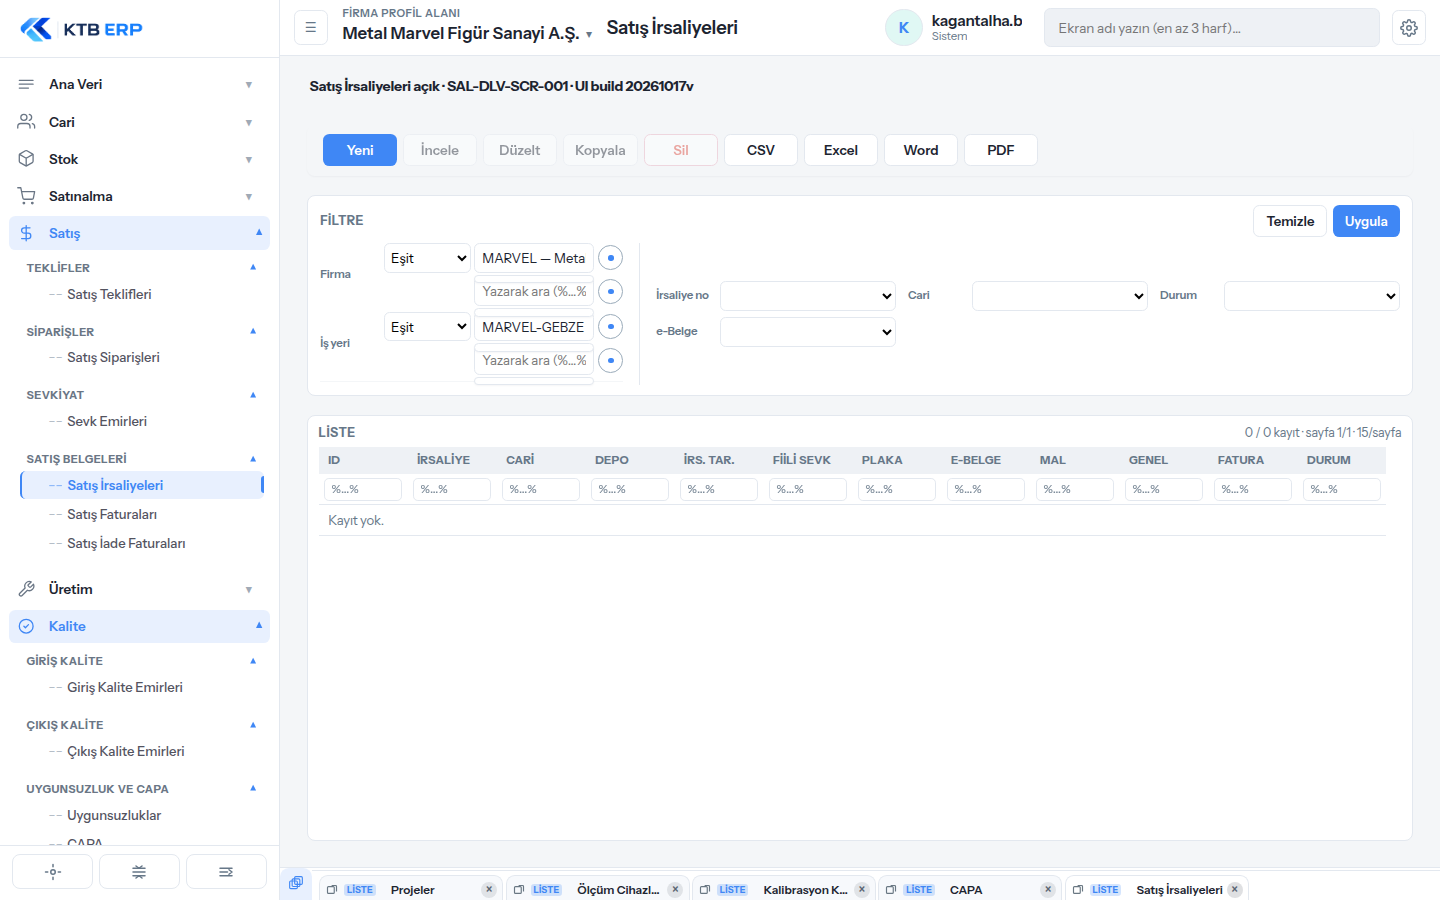 KTB ERP
Ana Veri
Cari
Stok
Satınalma
Satış
TEKLİFLER
Satış Teklifleri
SİPARİŞLER
Satış Siparişleri
SEVKİYAT
Sevk Emirleri
SATIŞ BELGELERİ
Satış İrsaliyeleri
Satış Faturaları
Satış İade Faturaları
Üretim
Kalite
GİRİŞ KALİTE
Giriş Kalite Emirleri
ÇIKIŞ KALİTE
Çıkış Kalite Emirleri
UYGUNSUZLUK VE CAPA
Uygunsuzluklar
CAPA
FİRMA PROFİL ALANI
Metal Marvel Figür Sanayi A.Ş.
Satış İrsaliyeleri
K
kagantalha.b
Sistem
Ekran adı yazın (en az 3 harf)...
Satış İrsaliyeleri açık · SAL-DLV-SCR-001 · UI build 20261017v
Yeni İncele Düzelt Kopyala Sil CSV Excel Word PDF
FİLTRE
Temizle Uygula
Firma Eşit MARVEL — Meta
Yazarak ara (%...%
İş yeri Eşit MARVEL-GEBZE
Yazarak ara (%...%
İrsaliye no Cari Durum
e-Belge
LİSTE
0 / 0 kayıt · sayfa 1/1 · 15/sayfa
ID İRSALİYE CARİ DEPO İRS. TAR. FİİLİ SEVK PLAKA E-BELGE MAL GENEL FATURA DURUM
%...% %...% %...% %...% %...% %...% %...% %...% %...% %...% %...% %...%
Kayıt yok.
LİSTE Projeler
LİSTE Ölçüm Cihazl...
LİSTE Kalibrasyon K...
LİSTE CAPA
LİSTE Satış İrsaliyeleri